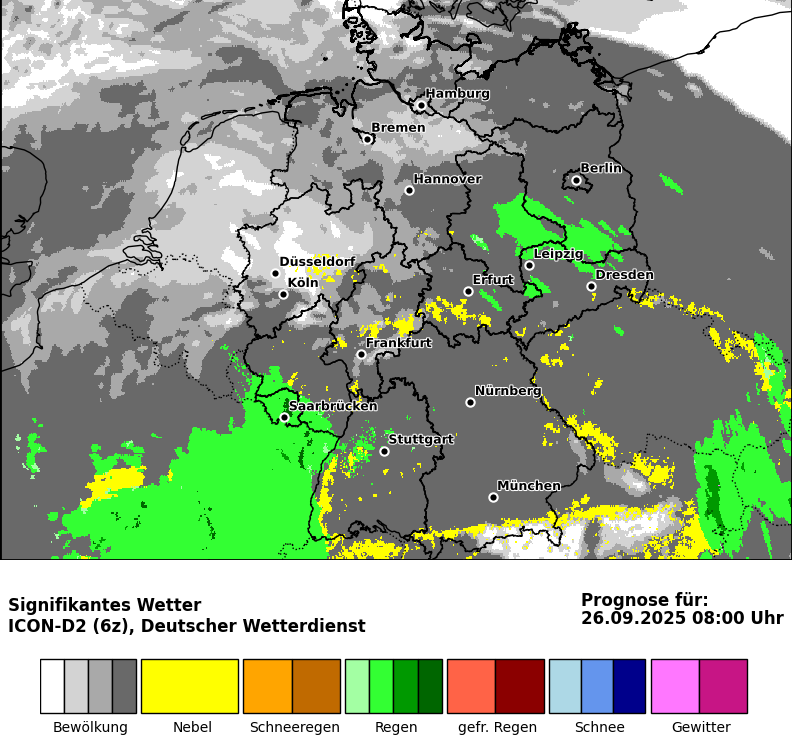 Hamburg
Bremen
Berlin
Hannover
Düsseldorf
Leipzig
Köln
Erfurt
Dresden
Frankfurt
Nürnberg
Saarbrücken
Stuttgart
München
Signifikantes Wetter
ICON-D2 (6z), Deutscher Wetterdienst
Prognose für:
26.09.2025 08:00 Uhr
Bewölkung
Nebel
Schneeregen
Regen
gefr. Regen
Schnee
Gewitter